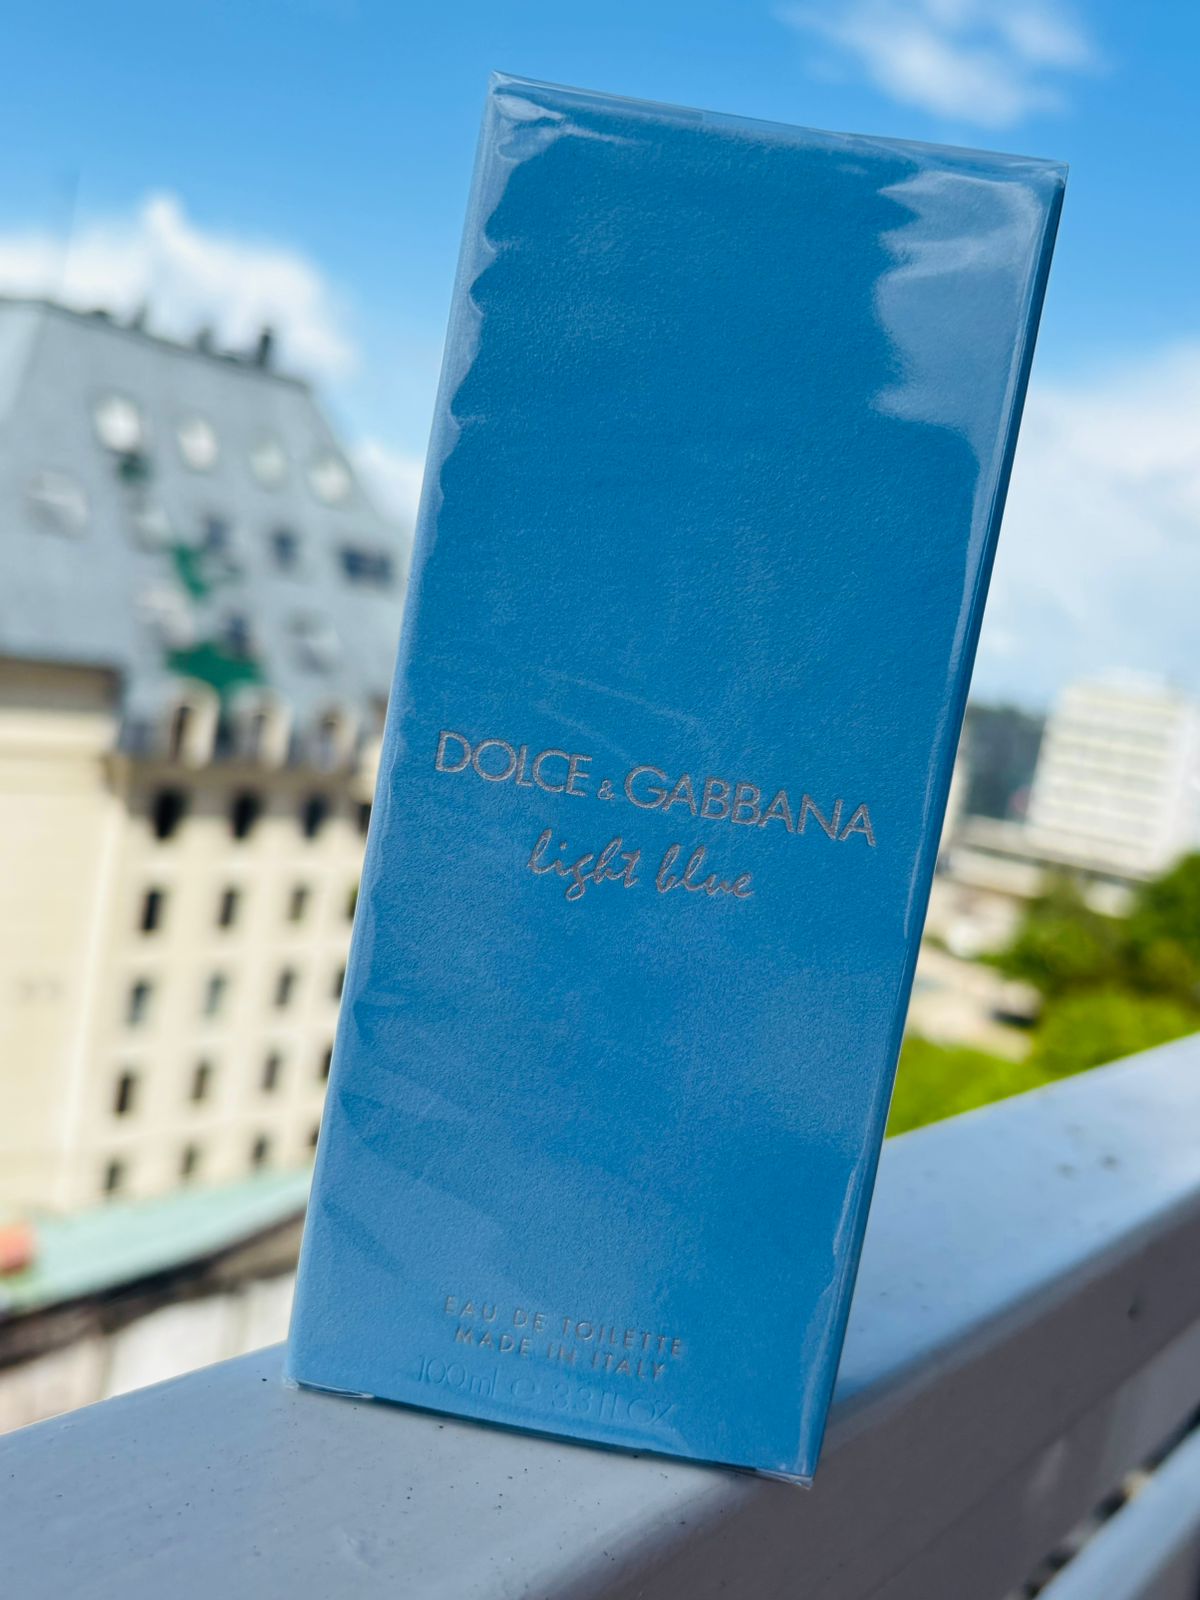 DOLCE & GABBANA
light blue
EAU DE TOILETTE
MADE IN ITALY
100ml ℮ 3.3 fl.oz